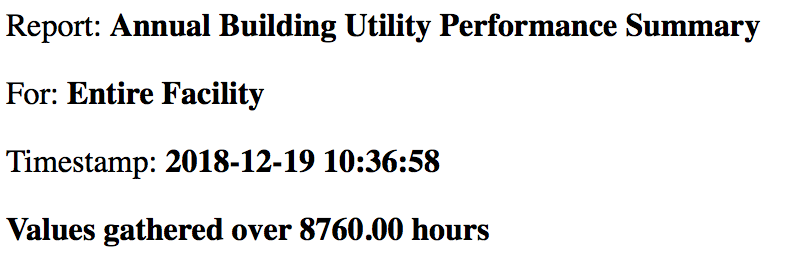 Report: Annual Building Utility Performance Summary
For: Entire Facility
Timestamp: 2018-12-19 10:36:58
Values gathered over 8760.00 hours